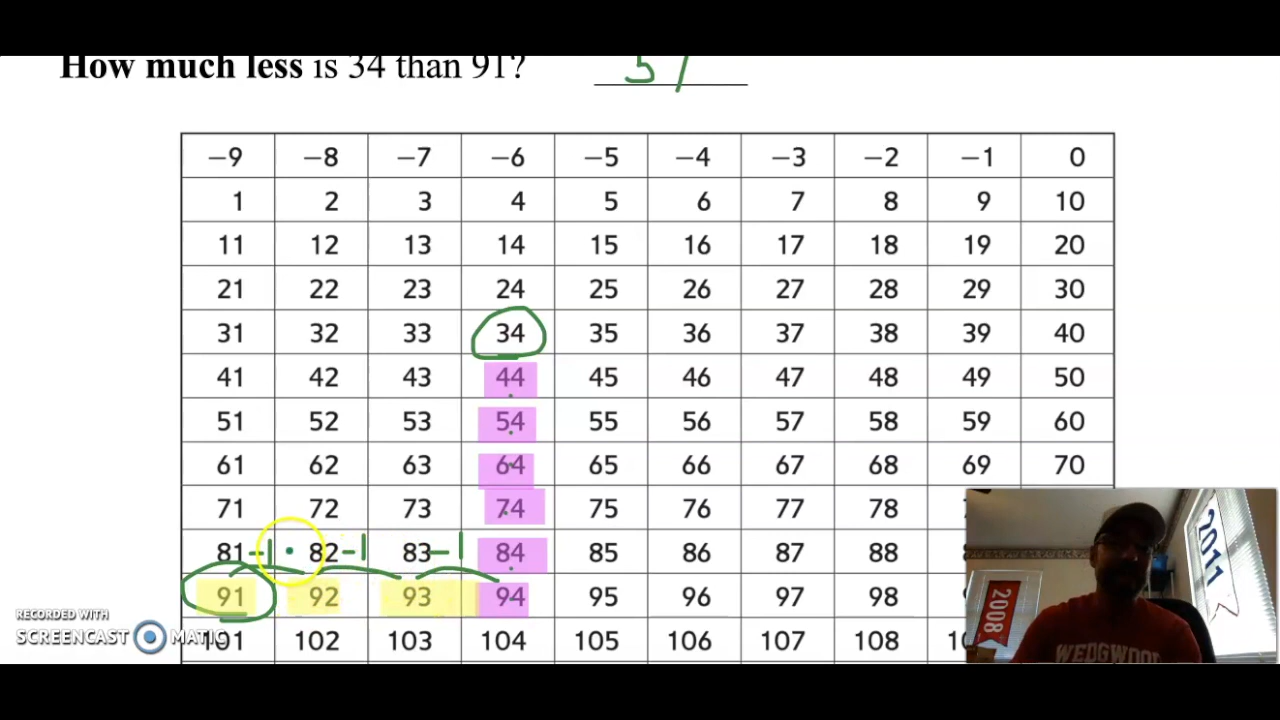 How much less is 34 than 91? 57
-9 -8 -7 -6 -5 -4 -3 -2 -1 0
1 2 3 4 5 6 7 8 9 10
11 12 13 14 15 16 17 18 19 20
21 22 23 24 25 26 27 28 29 30
31 32 33 34 35 36 37 38 39 40
41 42 43 44 45 46 47 48 49 50
51 52 53 54 55 56 57 58 59 60
61 62 63 64 65 66 67 68 69 70
71 72 73 74 75 76 77 78
81 -1 82 -1 83 -1 84 85 86 87 88
91 92 93 94 95 96 97 98
101 102 103 104 105 106 107 108
RECORDED WITH
SCREENCAST MATIC
2011
2008
WEDGWOOD